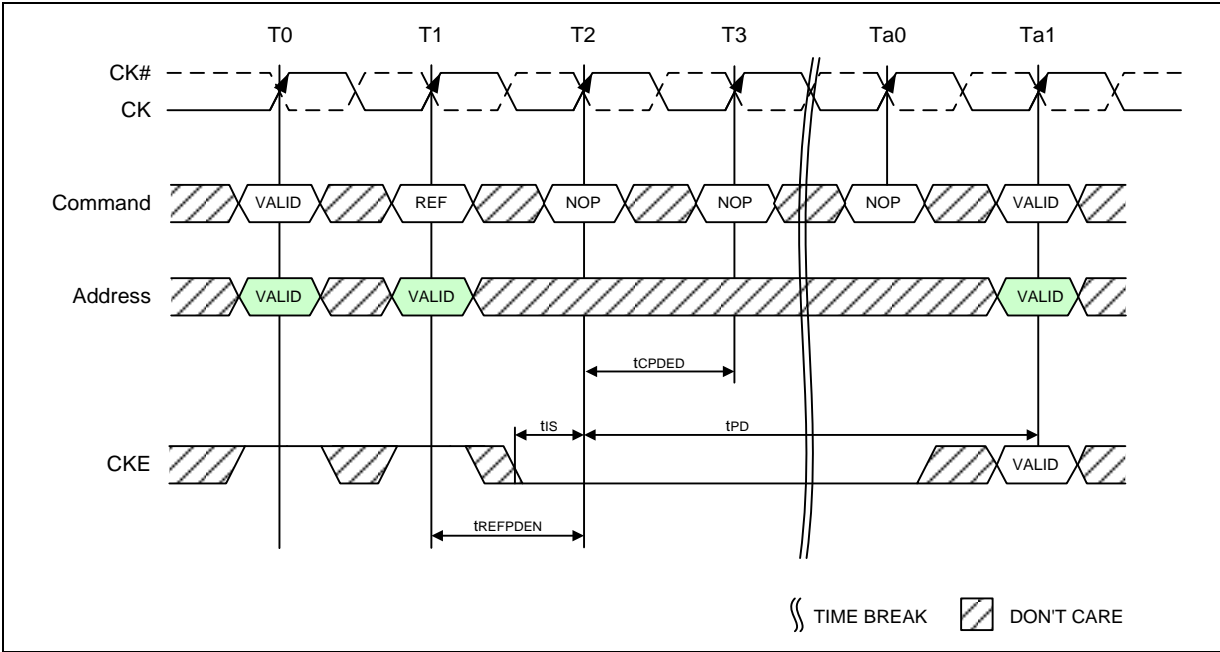 T0 T1 T2 T3 Ta0 Ta1
CK#
CK
Command VALID REF NOP NOP NOP VALID
Address VALID VALID VALID
tCPDED
tIS tPD
CKE VALID
tREFPDEN
TIME BREAK DON'T CARE